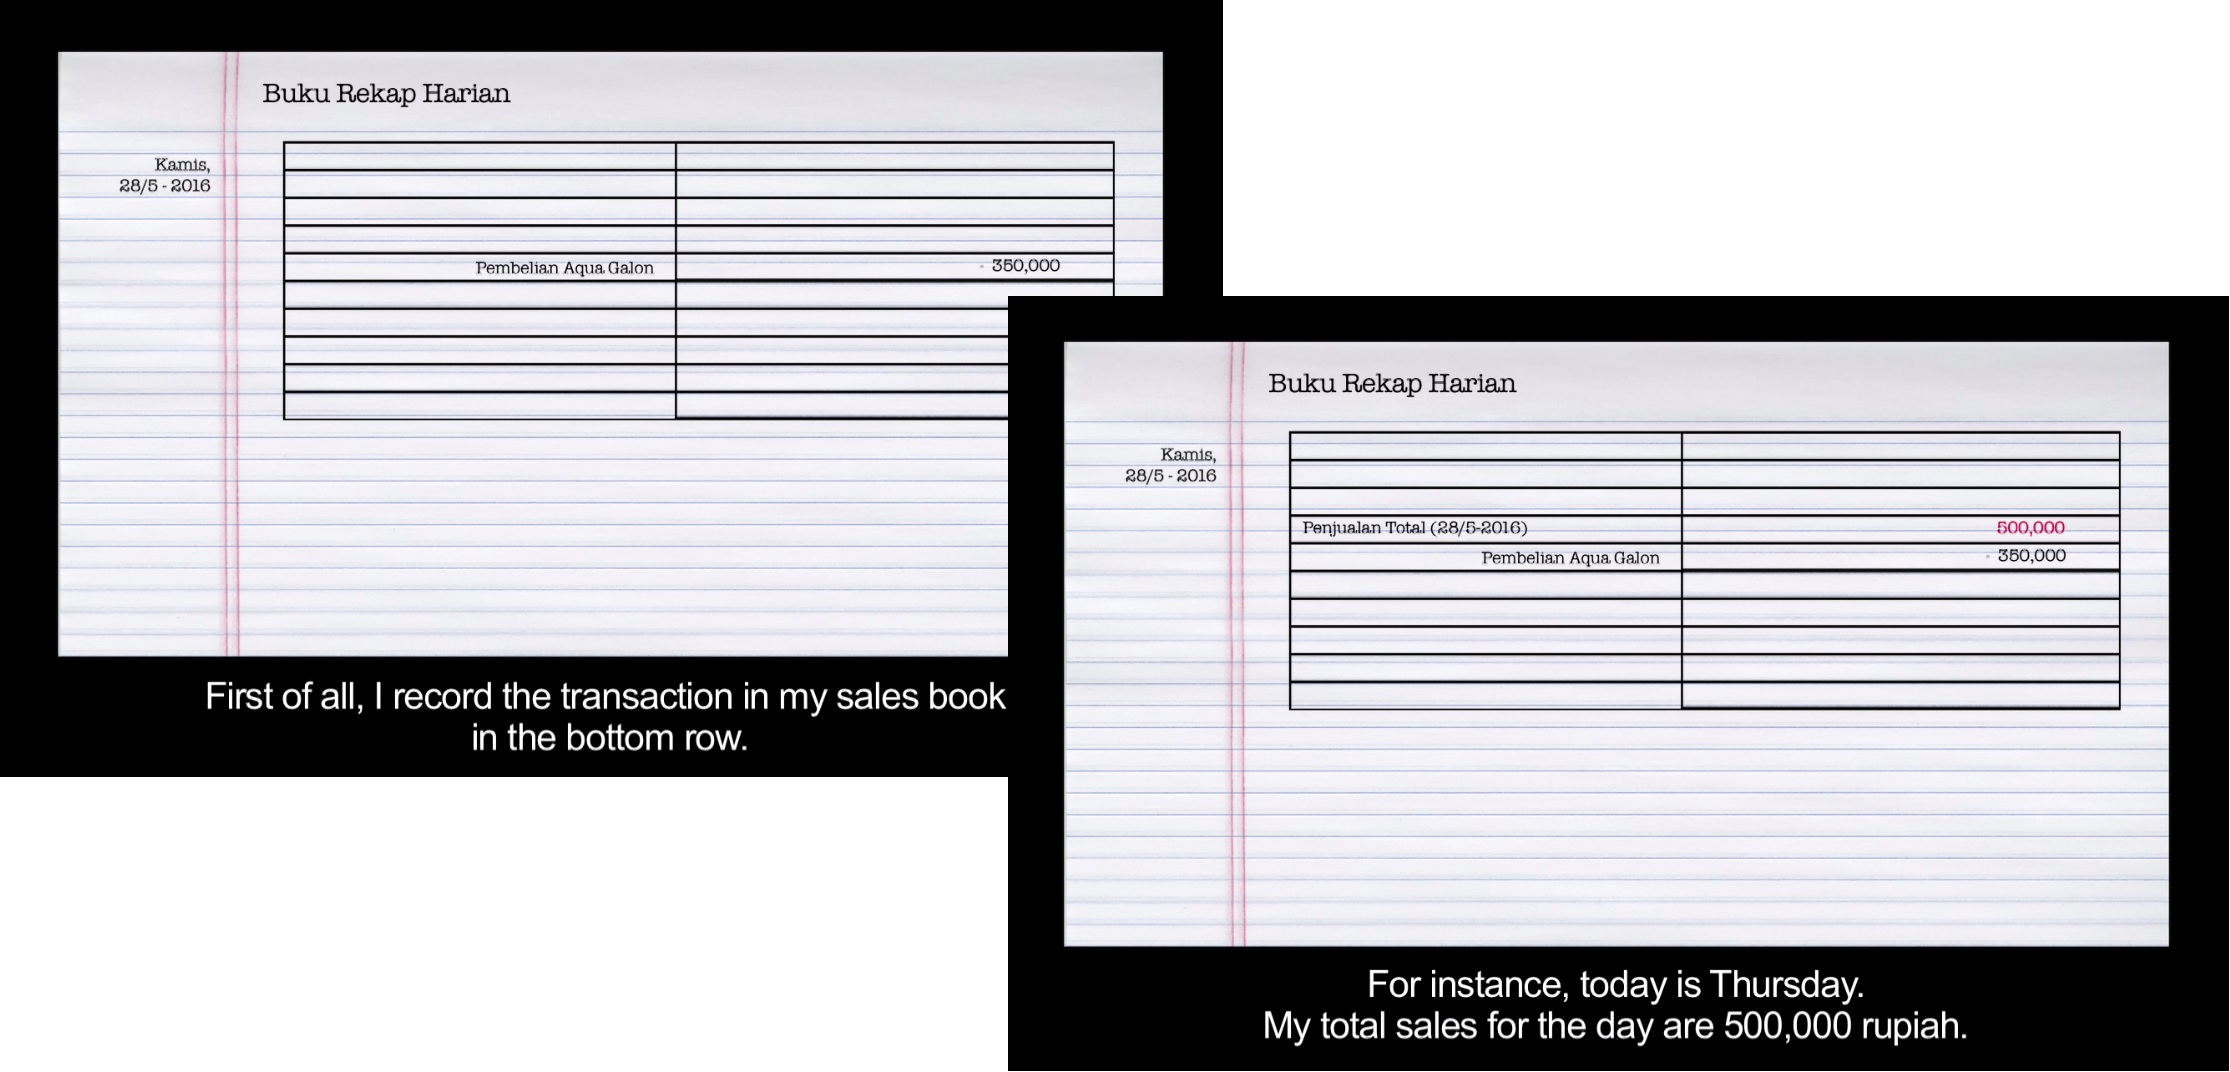 Buku Rekap Harian
Kamis,
28/5 - 2016
Pembelian Aqua Galon - 350,000
First of all, I record the transaction in my sales book
in the bottom row.
Buku Rekap Harian
Kamis,
28/5 - 2016
Penjualan Total (28/5-2016) 500,000
Pembelian Aqua Galon - 350,000
For instance, today is Thursday.
My total sales for the day are 500,000 rupiah.